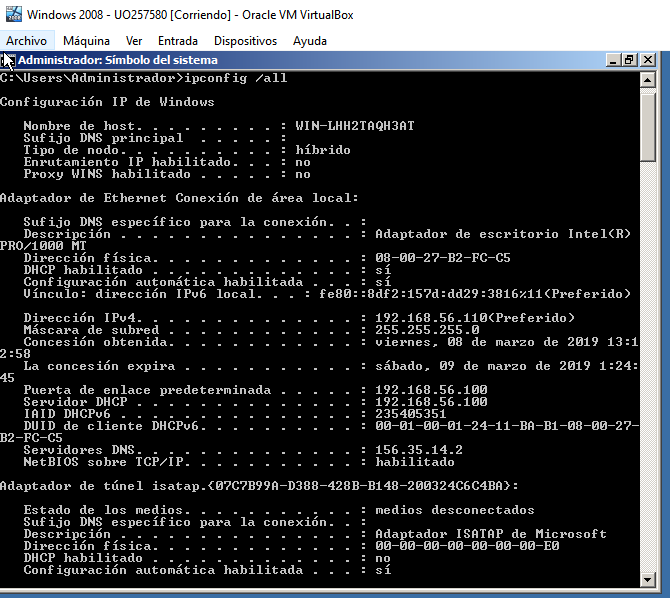 Windows 2008 - UO257580 [Corriendo] - Oracle VM VirtualBox
Archivo Máquina Ver Entrada Dispositivos Ayuda
Administrador: Símbolo del sistema
C:\Users\Administrador>ipconfig /all
Configuración IP de Windows
Nombre de host. . . . . . . . . : WIN-LHH2TAQH3AT
Sufijo DNS principal  . . . . . :
Tipo de nodo. . . . . . . . . . : híbrido
Enrutamiento IP habilitado. . . : no
Proxy WINS habilitado . . . . . : no
Adaptador de Ethernet Conexión de área local:
Sufijo DNS específico para la conexión. . :
Descripción . . . . . . . . . . . . . . . : Adaptador de escritorio Intel(R)
PRO/1000 MT
Dirección física. . . . . . . . . . . . . : 08-00-27-B2-FC-C5
DHCP habilitado . . . . . . . . . . . . . : sí
Configuración automática habilitada . . . : sí
Vínculo: dirección IPv6 local. . . : fe80::8df2:157d:dd29:3816%11(Preferido)
Dirección IPv4. . . . . . . . . . . . . . : 192.168.56.110(Preferido)
Máscara de subred . . . . . . . . . . . . : 255.255.255.0
Concesión obtenida. . . . . . . . . . . . : viernes, 08 de marzo de 2019 13:1
2:58
La concesión expira . . . . . . . . . . . : sábado, 09 de marzo de 2019 1:24:
45
Puerta de enlace predeterminada . . . . . : 192.168.56.100
Servidor DHCP . . . . . . . . . . . . . . : 192.168.56.100
IAID DHCPv6 . . . . . . . . . . . . . . . : 235405351
DUID de cliente DHCPv6. . . . . . . . . . : 00-01-00-01-24-11-BA-B1-08-00-27-
B2-FC-C5
Servidores DNS. . . . . . . . . . . . . . : 156.35.14.2
NetBIOS sobre TCP/IP. . . . . . . . . . . : habilitado
Adaptador de túnel isatap.{07C7B99A-D388-428B-B148-200324C6C4BA}:
Estado de los medios. . . . . . . . . . . : medios desconectados
Sufijo DNS específico para la conexión. . :
Descripción . . . . . . . . . . . . . . . : Adaptador ISATAP de Microsoft
Dirección física. . . . . . . . . . . . . : 00-00-00-00-00-00-00-E0
DHCP habilitado . . . . . . . . . . . . . : no
Configuración automática habilitada . . . : sí